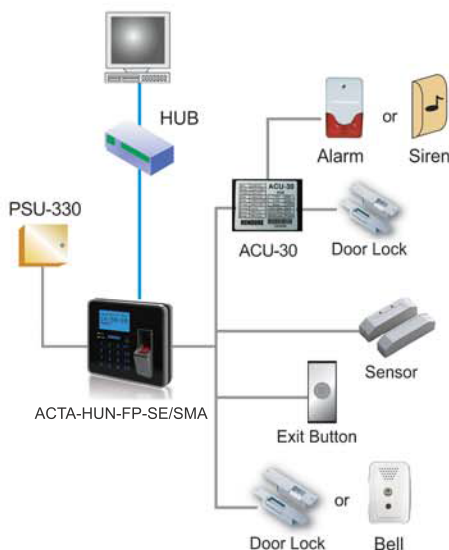 HUB
Alarm
or
Siren
PSU-330
ACU-30
ACU-30
Door Lock
ACTA-HUN-FP-SE/SMA
Sensor
Exit Button
or
Door Lock
Bell